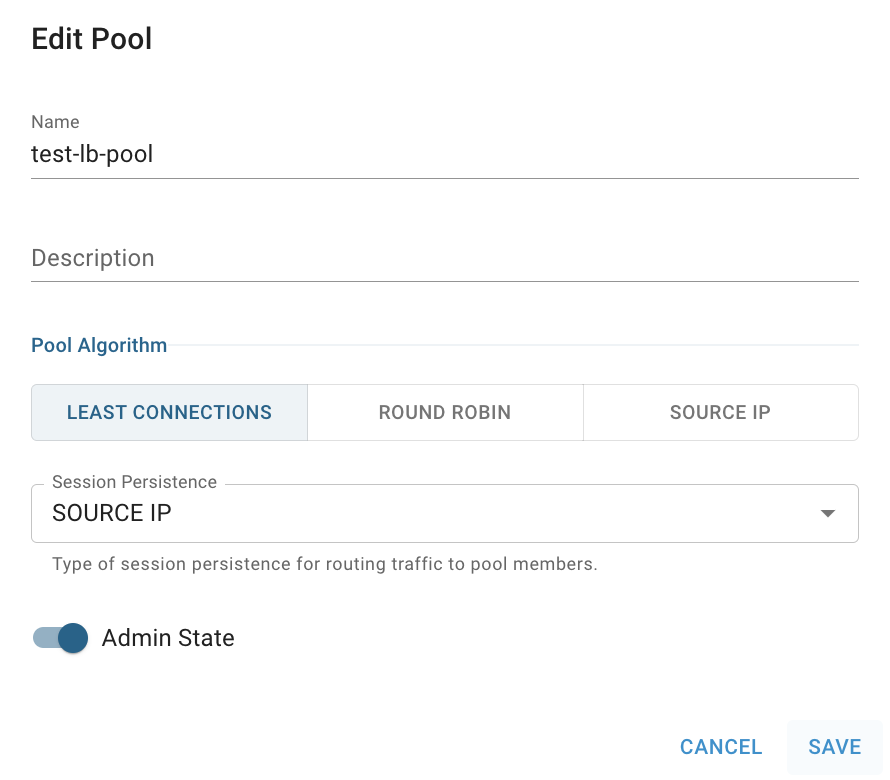 Edit Pool
Name
test-lb-pool
Description
Pool Algorithm
LEAST CONNECTIONS ROUND ROBIN SOURCE IP
Session Persistence
SOURCE IP
Type of session persistence for routing traffic to pool members.
Admin State
CANCEL SAVE